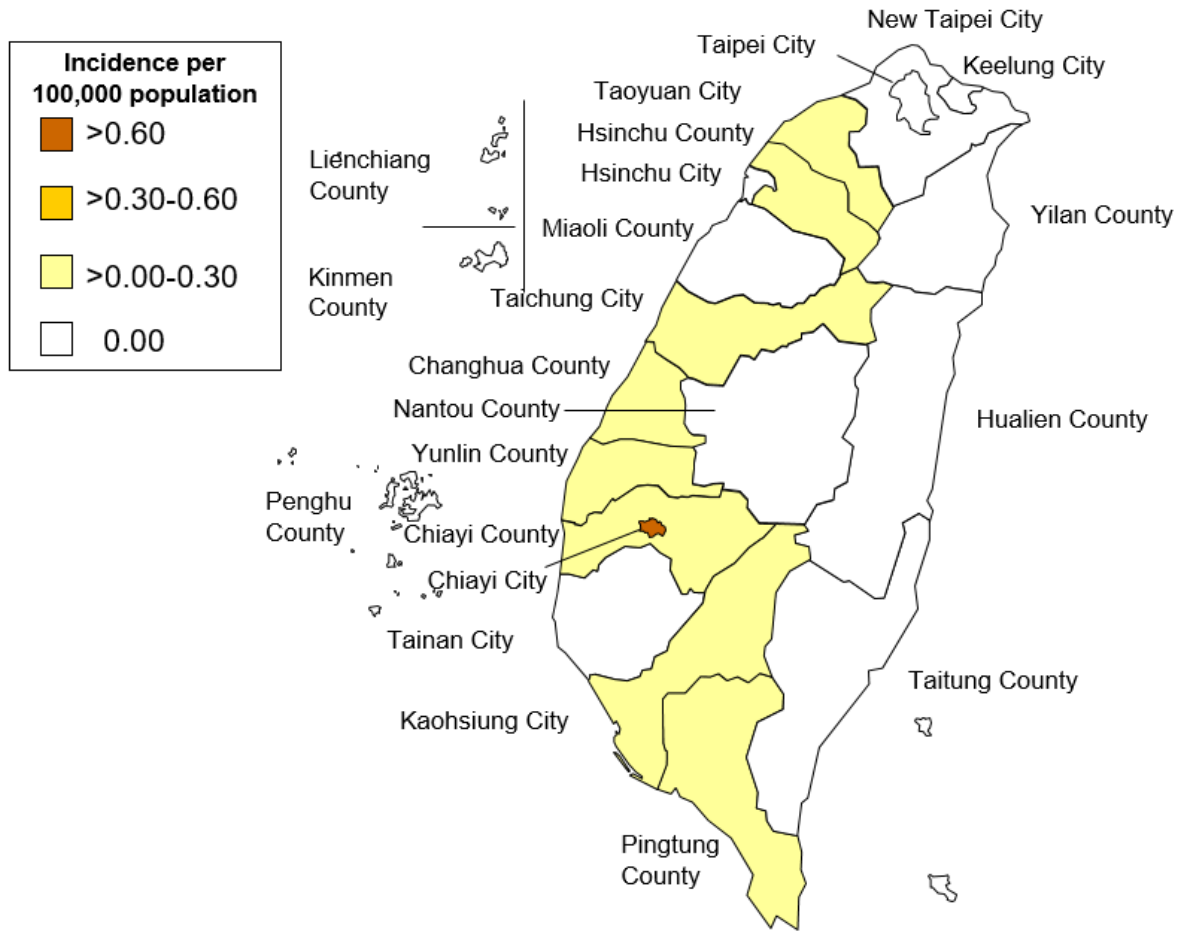 Incidence per
100,000 population
>0.60
>0.30-0.60
>0.00-0.30
0.00
New Taipei City
Taipei City
Keelung City
Taoyuan City
Hsinchu County
Hsinchu City
Lienchiang
County
Miaoli County
Yilan County
Kinmen
County
Taichung City
Changhua County
Nantou County
Hualien County
Yunlin County
Penghu
County
Chiayi County
Chiayi City
Tainan City
Taitung County
Kaohsiung City
Pingtung
County